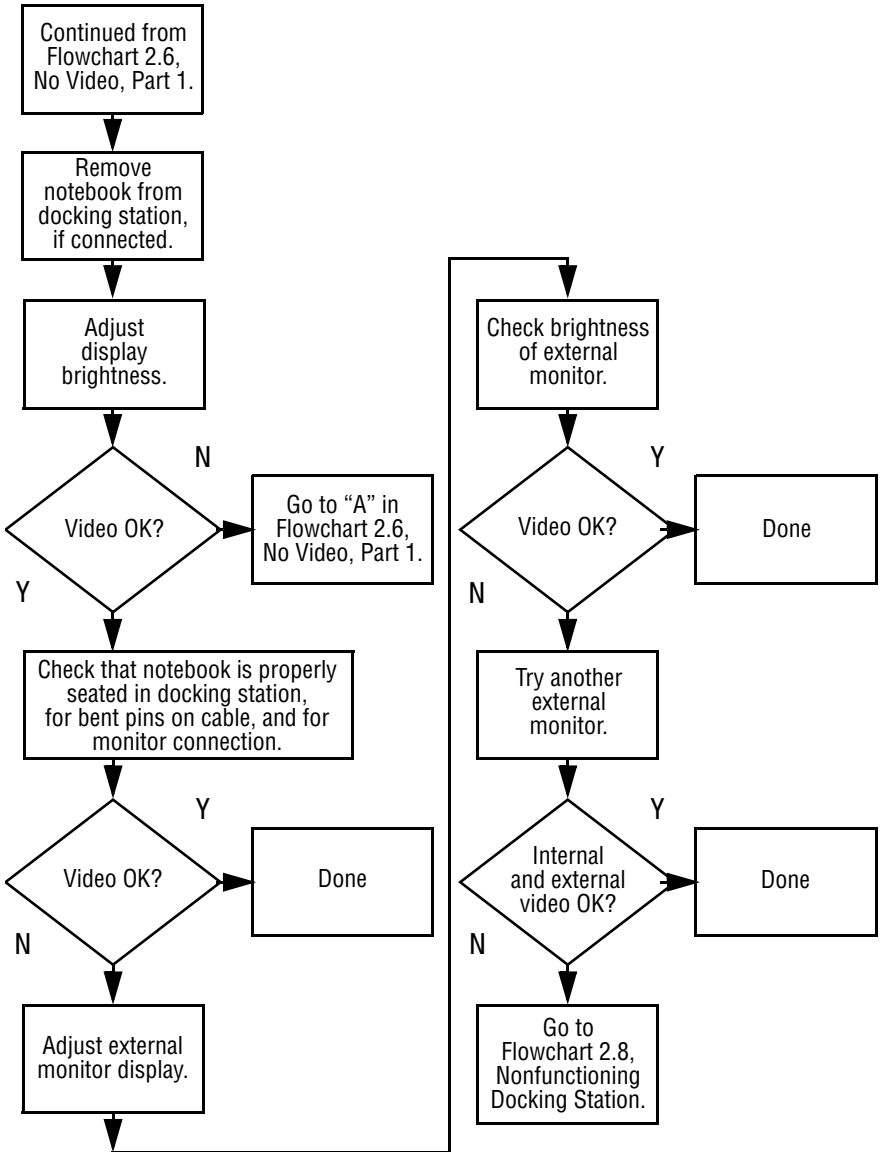 Continued from
Flowchart 2.6,
No Video, Part 1.
Remove
notebook from
docking station,
if connected.
Adjust
display
brightness.
Video OK?
N
Go to “A” in
Flowchart 2.6,
No Video, Part 1.
Y
Check that notebook is properly
seated in docking station,
for bent pins on cable, and for
monitor connection.
Video OK?
Y
Done
N
Adjust external
monitor display.
Check brightness
of external
monitor.
Video OK?
Y
Done
N
Try another
external
monitor.
Internal
and external
video OK?
Y
Done
N
Go to
Flowchart 2.8,
Nonfunctioning
Docking Station.